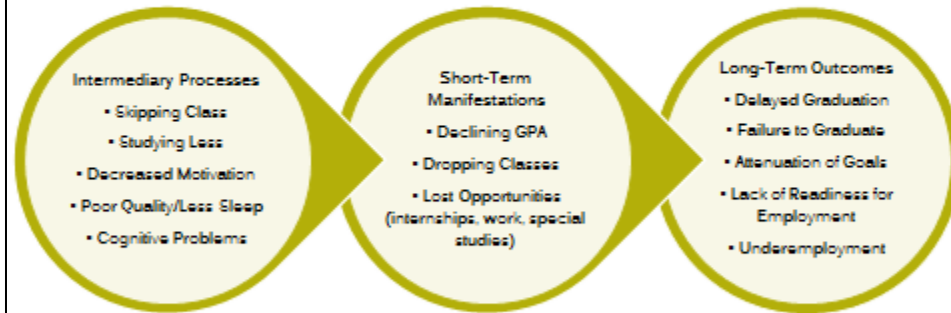 Intermediary Processes
▪ Skipping Class
▪ Studying Less
▪ Decreased Motivation
▪ Poor Quality/Less Sleep
▪ Cognitive Problems
Short-Term
Manifestations
▪ Declining GPA
▪ Dropping Classes
▪ Lost Opportunities
(internships, work, special
studies)
Long-Term Outcomes
▪ Delayed Graduation
▪ Failure to Graduate
▪ Attenuation of Goals
▪ Lack of Readiness for
Employment
▪ Underemployment